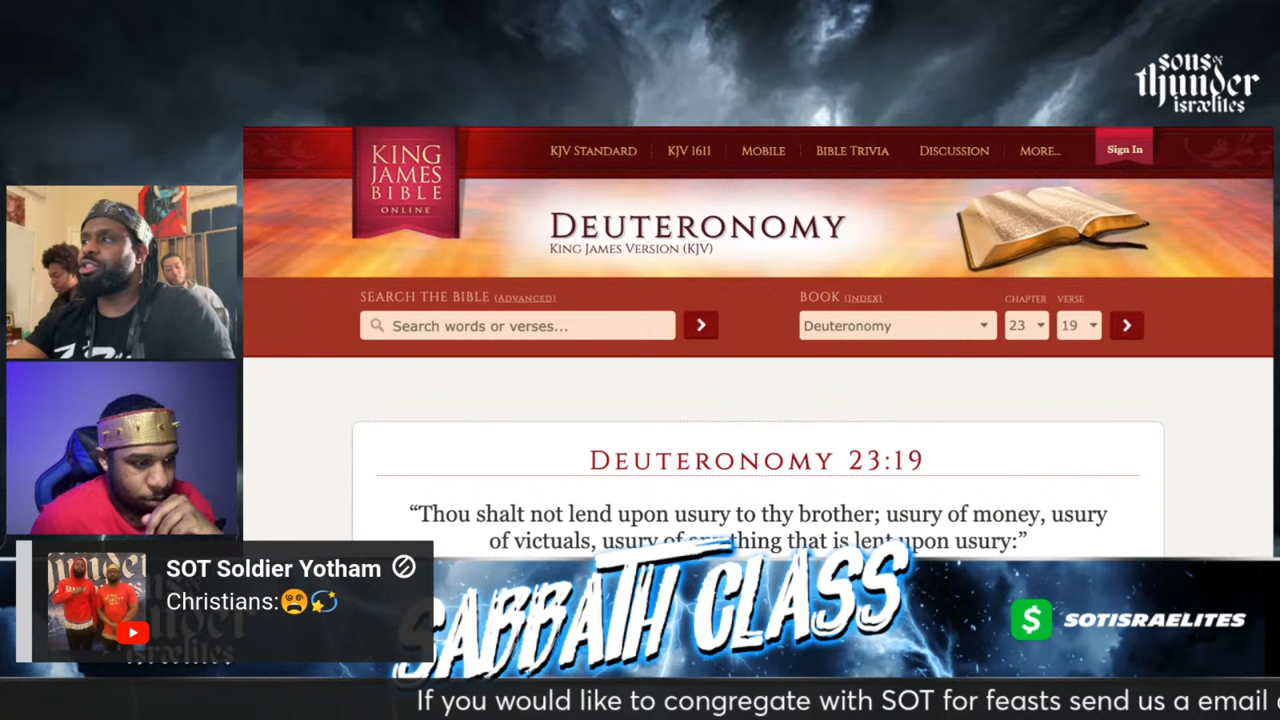 sons of
thunder
israelites
KING
JAMES
BIBLE
ONLINE
KJV STANDARD
KJV 1611
MOBILE
BIBLE TRIVIA
DISCUSSION
MORE...
Sign In
DEUTERONOMY
KING JAMES VERSION (KJV)
SEARCH THE BIBLE (ADVANCED)
Search words or verses...
BOOK (INDEX)
CHAPTER
VERSE
Deuteronomy
23
19
DEUTERONOMY 23:19
“Thou shalt not lend upon usury to thy brother; usury of money, usury
of victuals, usury of any thing that is lent upon usury:”
SOT Soldier Yotham
Christians:😵💫
SABBATH CLASS
$ SOTISRAELITES
If you would like to congregate with SOT for feasts send us a email